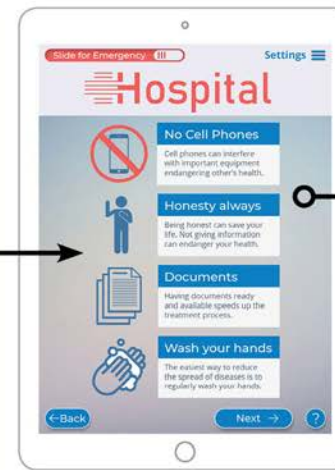 Slide for Emergency
Settings
Hospital
No Cell Phones
Cell phones can interfere
with important equipment
endangering other's health.
Honesty always
Being honest can save your
life. Not giving information
can endanger your health.
Documents
Having documents ready
and available speeds up the
treatment process.
Wash your hands
The easiest way to reduce
the spread of diseases is to
regularly wash your hands.
←Back
Next →
?